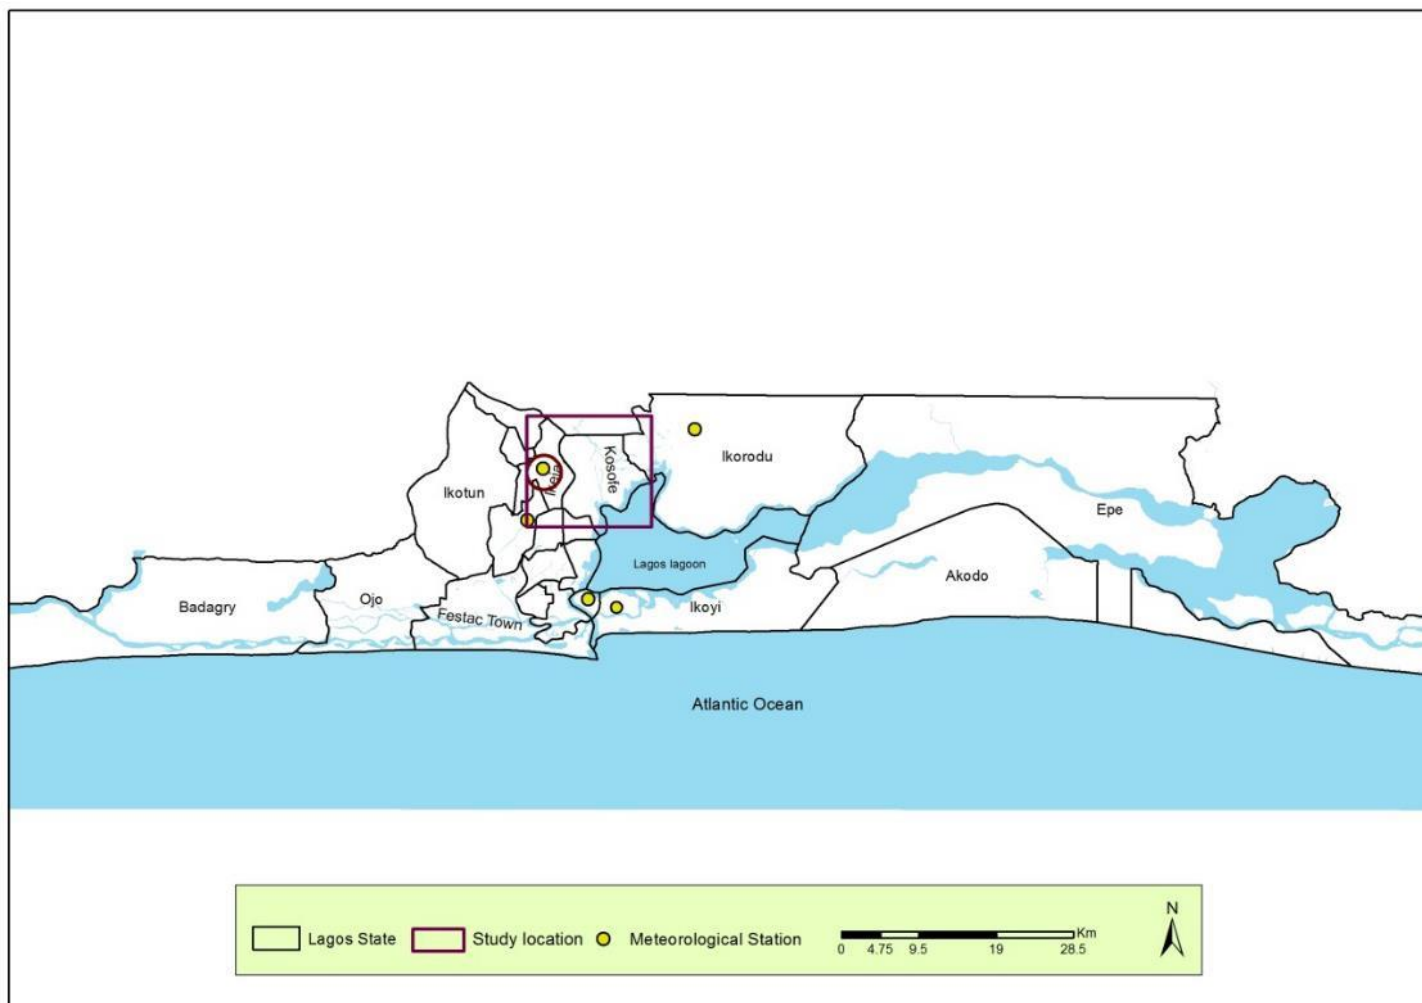 Ikorodu
Kosofe
Ikeja
Ikotun
Epe
Lagos lagoon
Akodo
Badagry
Ojo
Ikoyi
Festac Town
Atlantic Ocean
N
Lagos State
Study location
Meteorological Station
Km
0 4.75 9.5 19 28.5